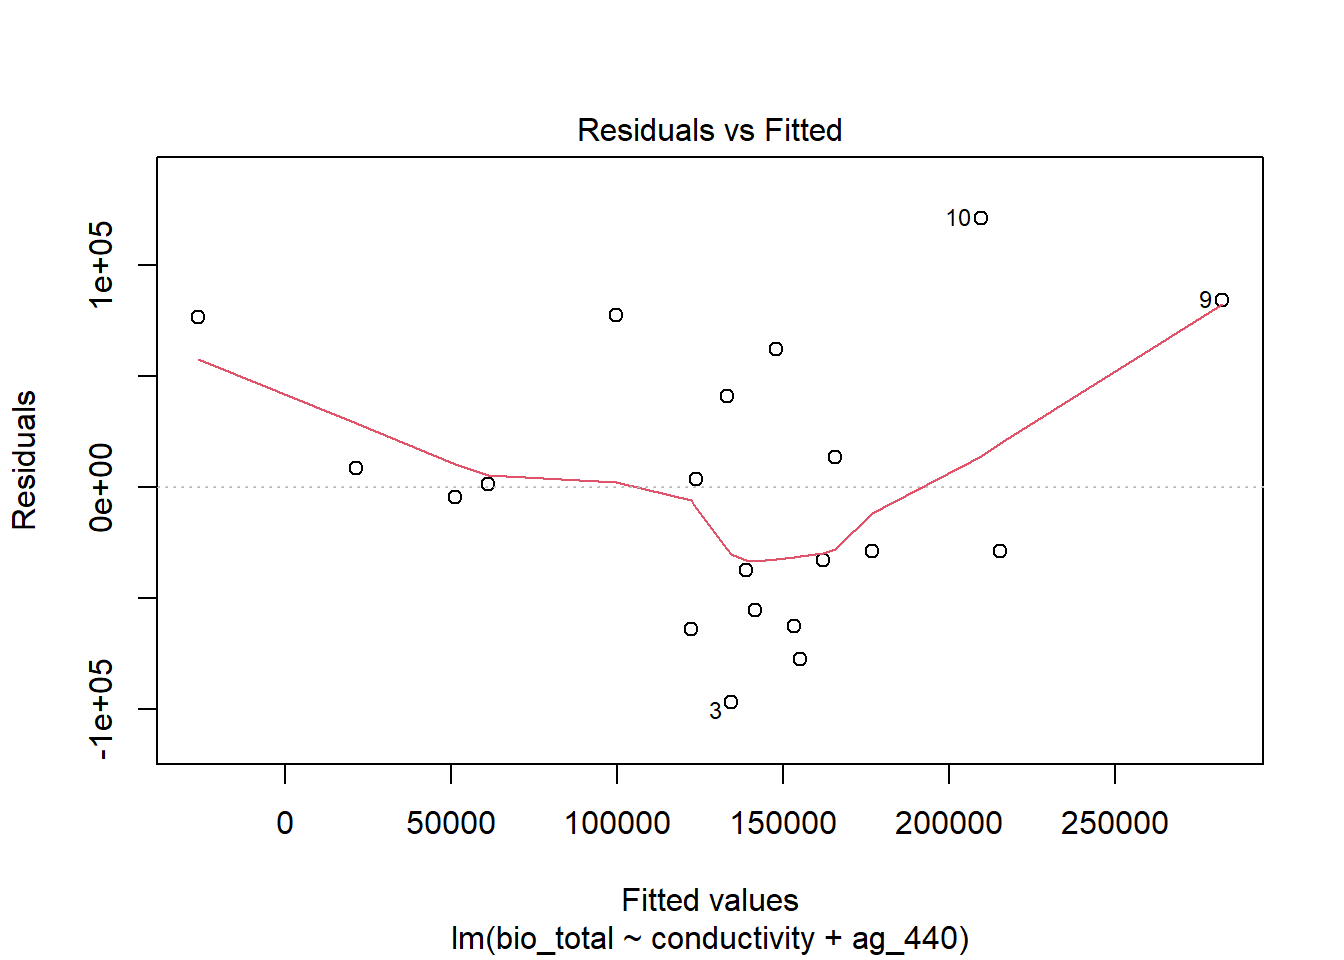 Residuals vs Fitted
Residuals
1e+05
0e+00
-1e+05
10
9
3
0 50000 100000 150000 200000 250000
Fitted values
lm(bio_total ~ conductivity + ag_440)